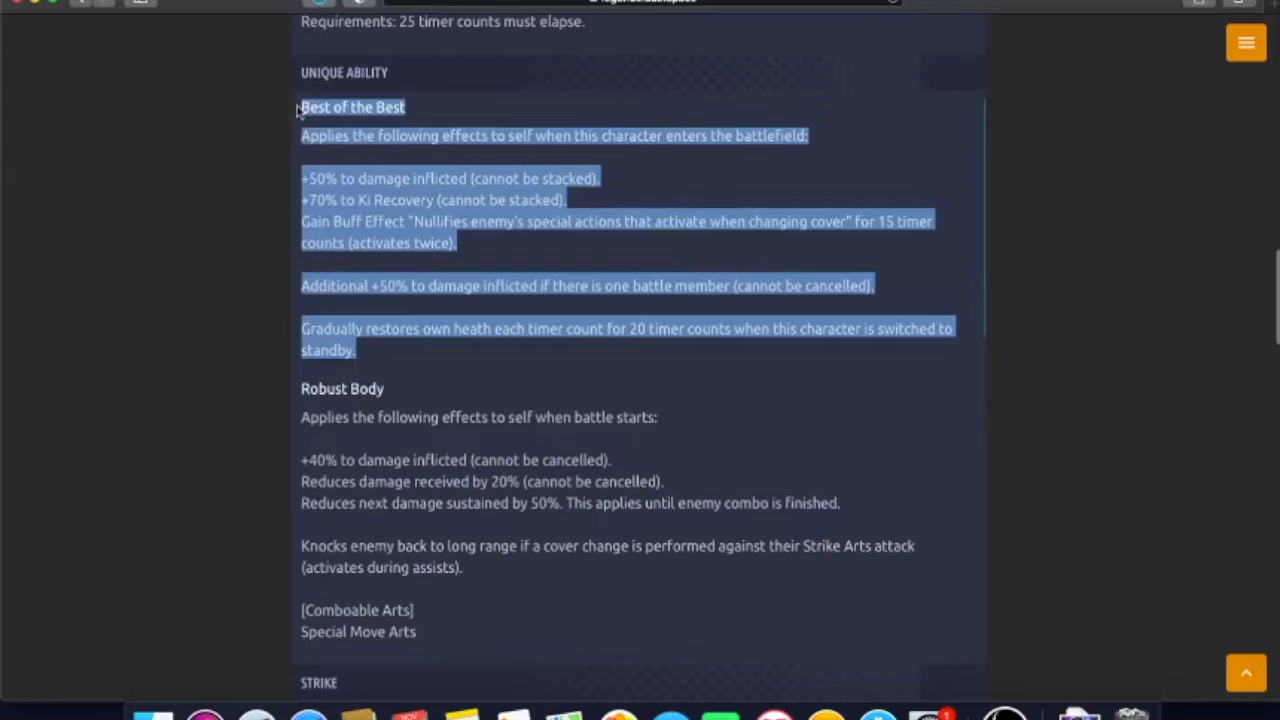 Requirements: 25 timer counts must elapse.
UNIQUE ABILITY
Best of the Best
Applies the following effects to self when this character enters the battlefield:
+50% to damage inflicted (cannot be stacked).
+70% to Ki Recovery (cannot be stacked).
Gain Buff Effect "Nullifies enemy's special actions that activate when changing cover" for 15 timer
counts (activates twice).
Additional +50% to damage inflicted if there is one battle member (cannot be cancelled).
Gradually restores own heath each timer count for 20 timer counts when this character is switched to
standby.
Robust Body
Applies the following effects to self when battle starts:
+40% to damage inflicted (cannot be cancelled).
Reduces damage received by 20% (cannot be cancelled).
Reduces next damage sustained by 50%. This applies until enemy combo is finished.
Knocks enemy back to long range if a cover change is performed against their Strike Arts attack
(activates during assists).
[Comboable Arts]
Special Move Arts
STRIKE
NOV
1